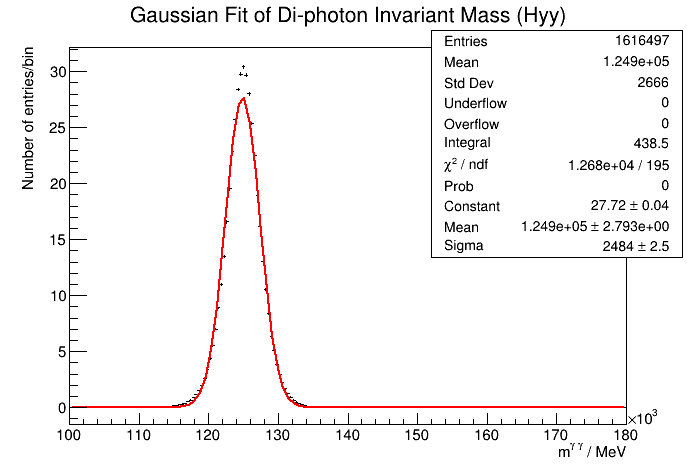 Gaussian Fit of Di-photon Invariant Mass (Hyy)
Entries 1616497
Mean 1.249e+05
Std Dev 2666
Underflow 0
Overflow 0
Integral 438.5
χ² / ndf 1.268e+04 / 195
Prob 0
Constant 27.72 ± 0.04
Mean 1.249e+05 ± 2.793e+00
Sigma 2484 ± 2.5
Number of entries/bin
30
25
20
15
10
5
0
100 110 120 130 140 150 160 170 180
×10³
m^γγ / MeV